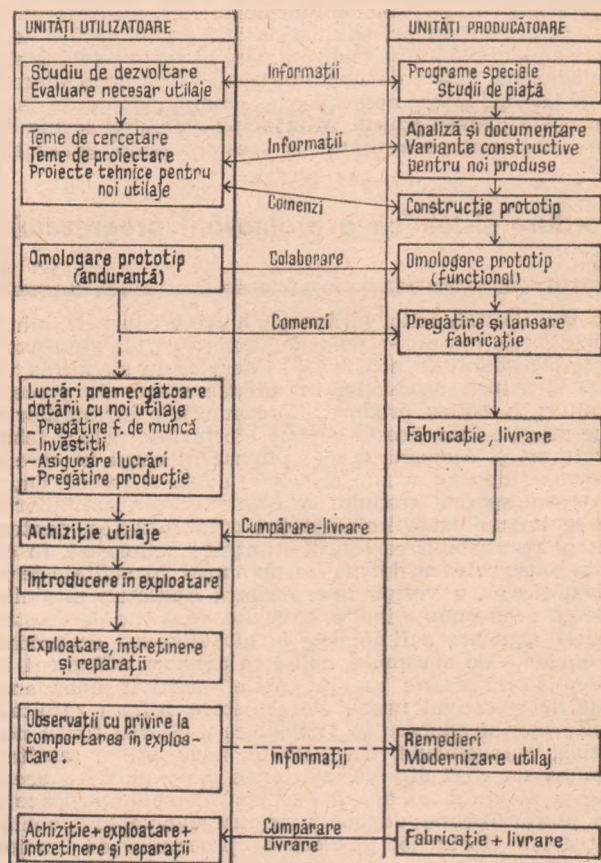 UNITĂȚI UTILIZATOARE
UNITĂȚI PRODUCĂTOARE
Studiu de dezvoltare
Evaluare necesar utilaje
Informații
Programe speciale
Studii de piață
Teme de cercetare
Teme de proiectare
Proiecte tehnice pentru
noi utilaje
Informații
Analiză și documentare
Variante constructive
pentru noi produse
Comenzi
Construcție prototip
Omologare prototip
(anduranță)
Colaborare
Omologare prototip
(funcțional)
Comenzi
Pregătire și lansare
fabricație
Lucrări premergătoare
dotării cu noi utilaje
– Pregătire f. de muncă
– Investiții
– Asigurare lucrări
– Pregătire producție
Fabricație, livrare
Achiziție utilaje
Cumpărare-livrare
Introducere în exploatare
Exploatare, întreținere
și reparații
Observații cu privire la
comportarea în exploa-
tare.
Informații
Remedieri
Modernizare utilaj
Achiziție + exploatare +
întreținere și reparații
Cumpărare
Livrare
Fabricație + livrare